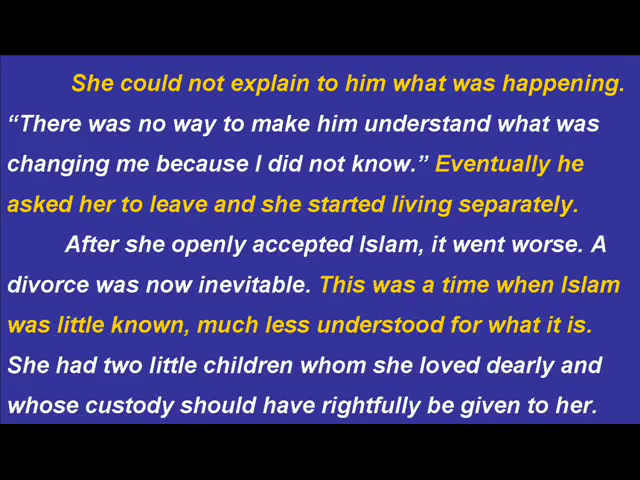 She could not explain to him what was happening.
“There was no way to make him understand what was
changing me because I did not know.” Eventually he
asked her to leave and she started living separately.
After she openly accepted Islam, it went worse. A
divorce was now inevitable. This was a time when Islam
was little known, much less understood for what it is.
She had two little children whom she loved dearly and
whose custody should have rightfully be given to her.